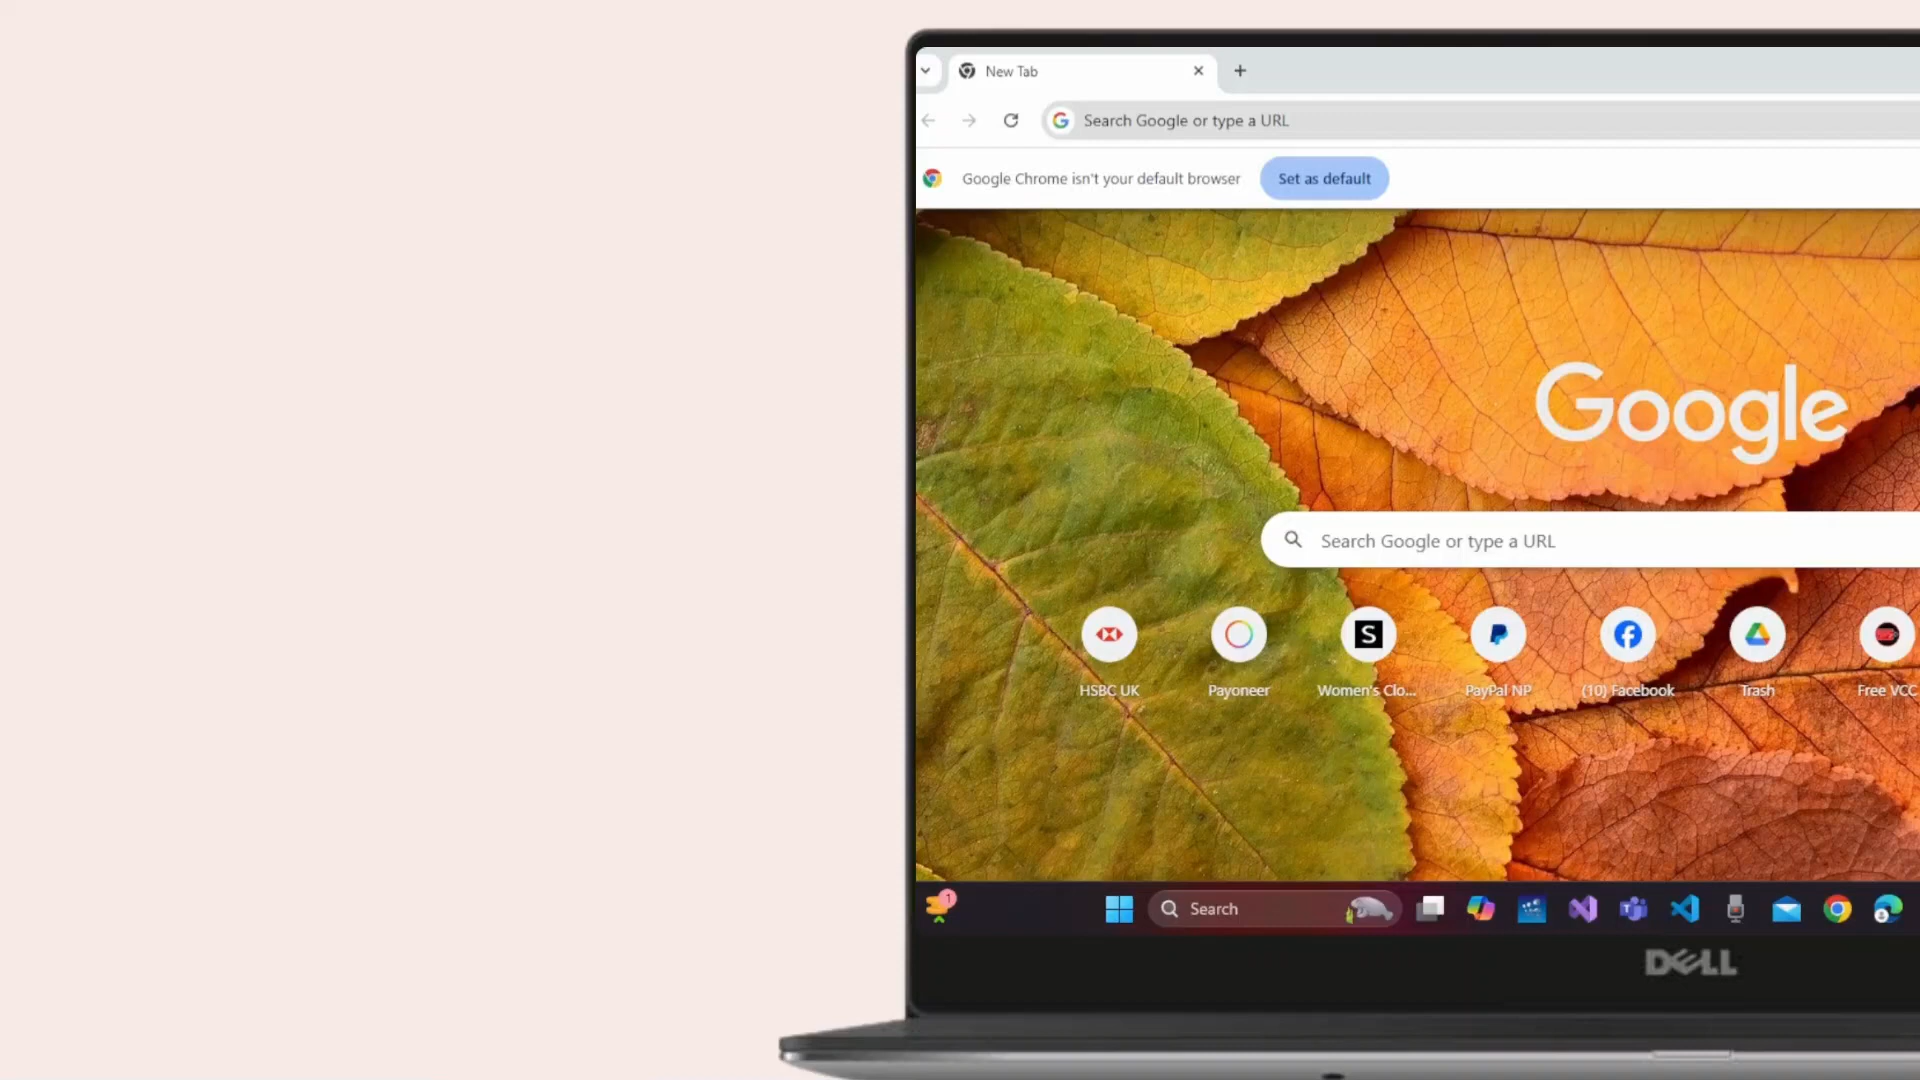 New Tab
Search Google or type a URL
Google Chrome isn't your default browser
Set as default
Google
Search Google or type a URL
S
HSBC UK
Payoneer
Women's Clo...
PayPal NP
(10) Facebook
Trash
Free VCC
1
Search
DELL